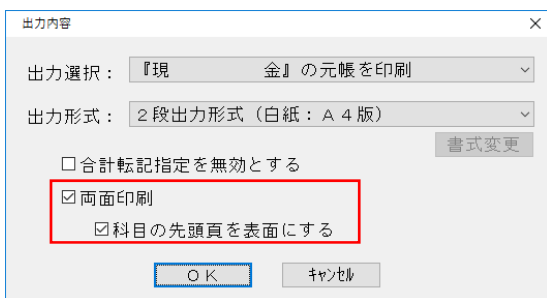 出力内容
出力選択： 『現　　　　　金』の元帳を印刷
出力形式： ２段出力形式（白紙：Ａ４版）
書式変更
合計転記指定を無効とする
両面印刷
科目の先頭頁を表面にする
ＯＫ ｷｬﾝｾﾙ